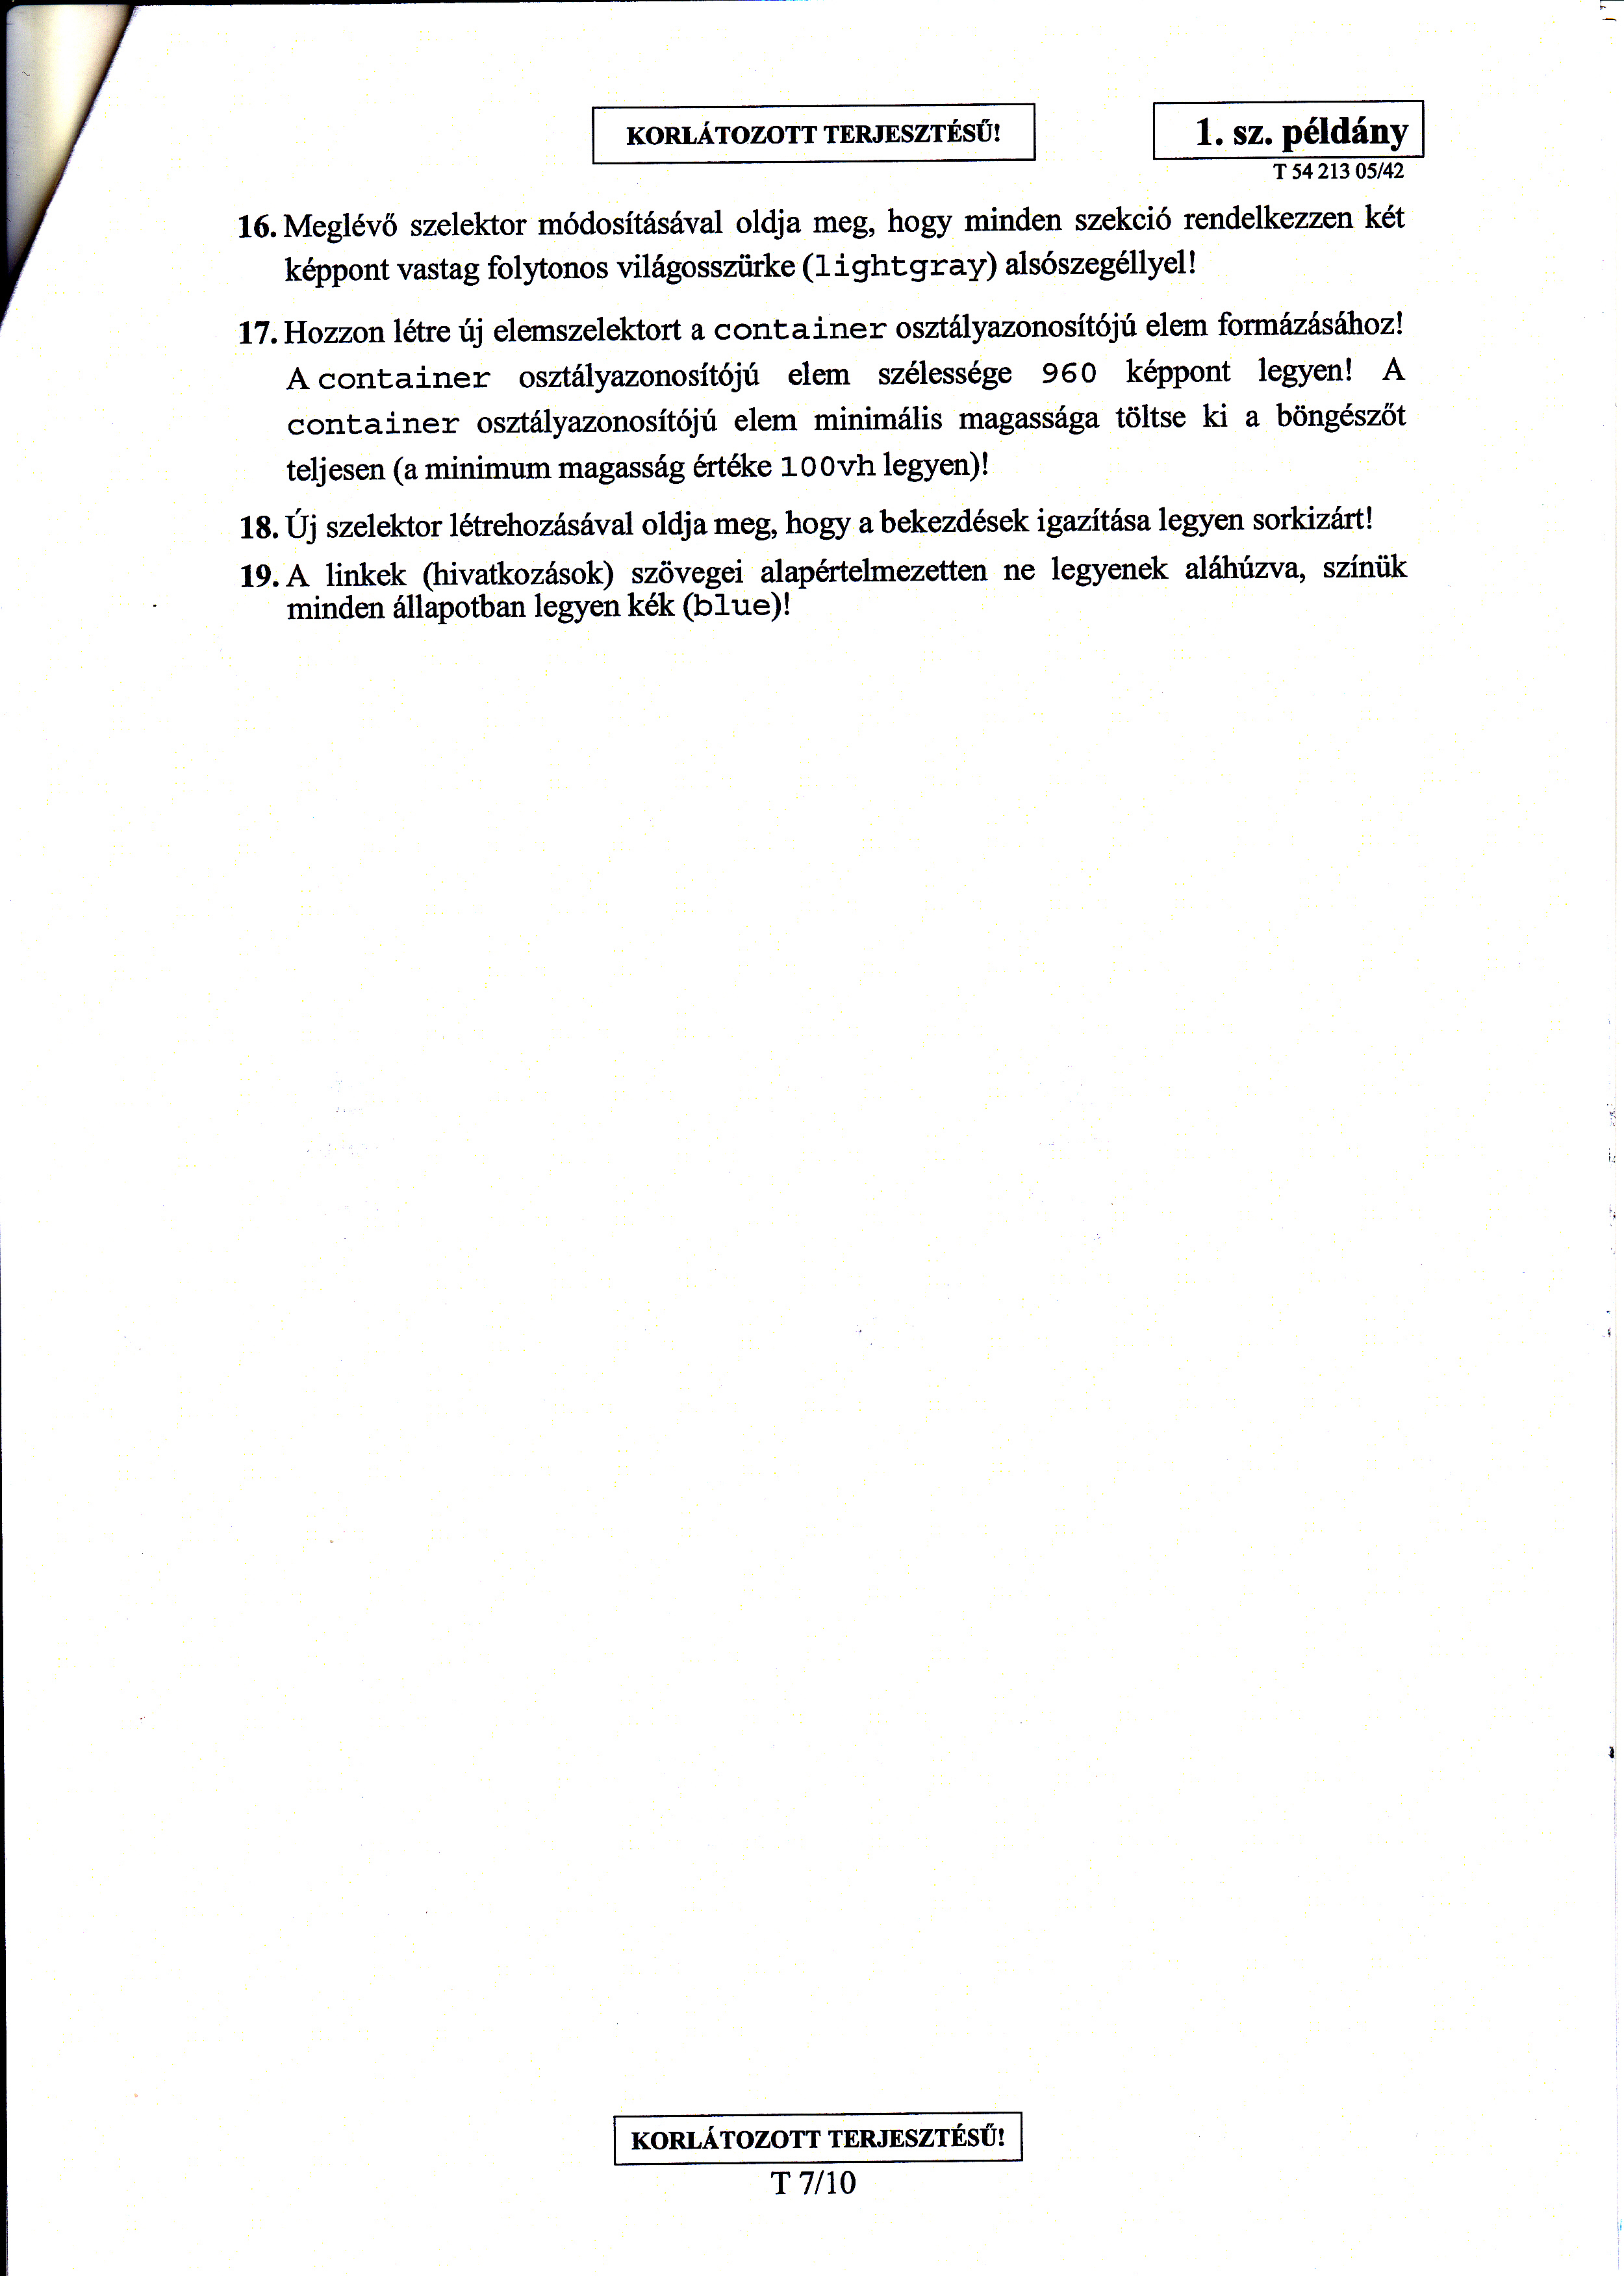 KORLÁTOZOTT TERJESZTÉSŰ!
1. sz. példány
T 54 213 05/42
16. Meglévő szelektor módosításával oldja meg, hogy minden szekció rendelkezzen két
képpont vastag folytonos világosszürke (lightgray) alsószegéllyel!
17. Hozzon létre új elemszelektort a container osztályazonosítójú elem formázásához!
A container osztályazonosítójú elem szélessége 960 képpont legyen! A
container osztályazonosítójú elem minimális magassága töltse ki a böngészőt
teljesen (a minimum magasság értéke 100vh legyen)!
18. Új szelektor létrehozásával oldja meg, hogy a bekezdések igazítása legyen sorkizárt!
19. A linkek (hivatkozások) szövegei alapértelmezetten ne legyenek aláhúzva, színük
minden állapotban legyen kék (blue)!
KORLÁTOZOTT TERJESZTÉSŰ!
T 7/10